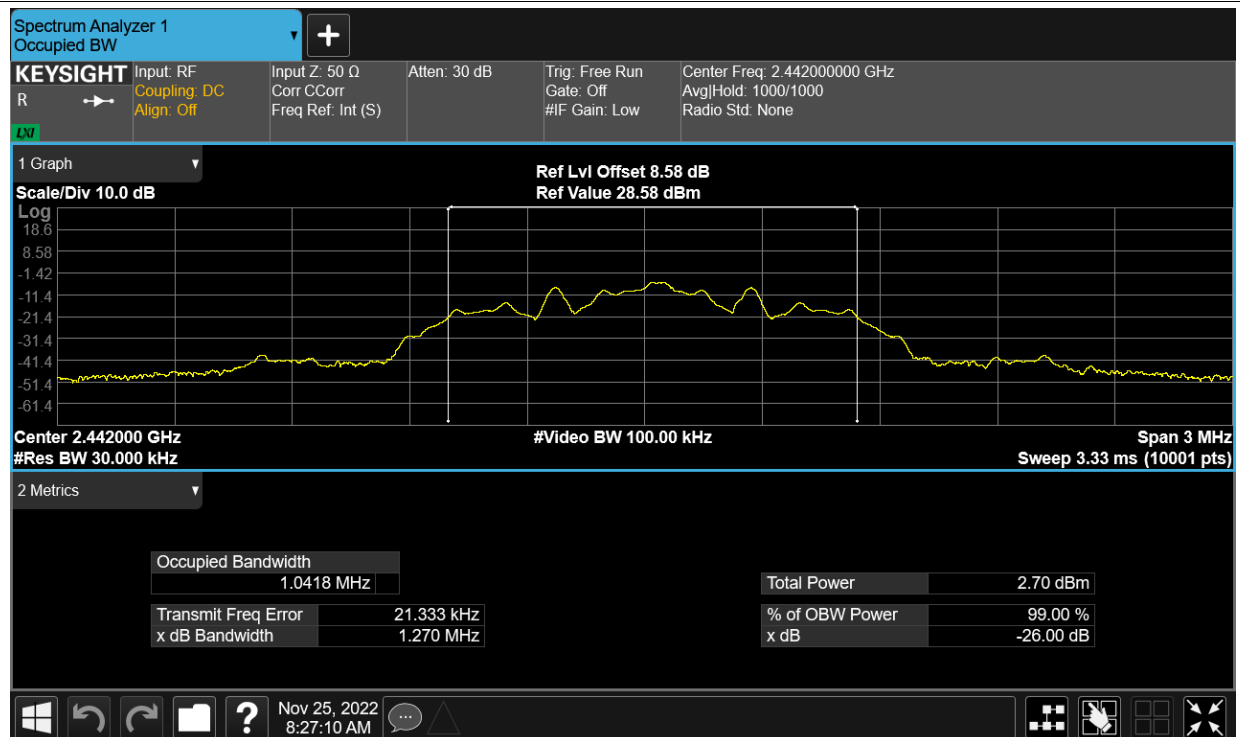 Spectrum Analyzer 1
Occupied BW
KEYSIGHT
R
LXI
Input: RF
Coupling: DC
Align: Off
Input Z: 50 Ω
Corr CCorr
Freq Ref: Int (S)
Atten: 30 dB
Trig: Free Run
Gate: Off
#IF Gain: Low
Center Freq: 2.442000000 GHz
Avg|Hold: 1000/1000
Radio Std: None
1 Graph
Scale/Div 10.0 dB
Ref Lvl Offset 8.58 dB
Ref Value 28.58 dBm
Log
18.6
8.58
-1.42
-11.4
-21.4
-31.4
-41.4
-51.4
-61.4
Center 2.442000 GHz
#Res BW 30.000 kHz
#Video BW 100.00 kHz
Span 3 MHz
Sweep 3.33 ms (10001 pts)
2 Metrics
Occupied Bandwidth
1.0418 MHz
Transmit Freq Error 21.333 kHz
x dB Bandwidth 1.270 MHz
Total Power 2.70 dBm
% of OBW Power 99.00 %
x dB -26.00 dB
?
Nov 25, 2022
8:27:10 AM